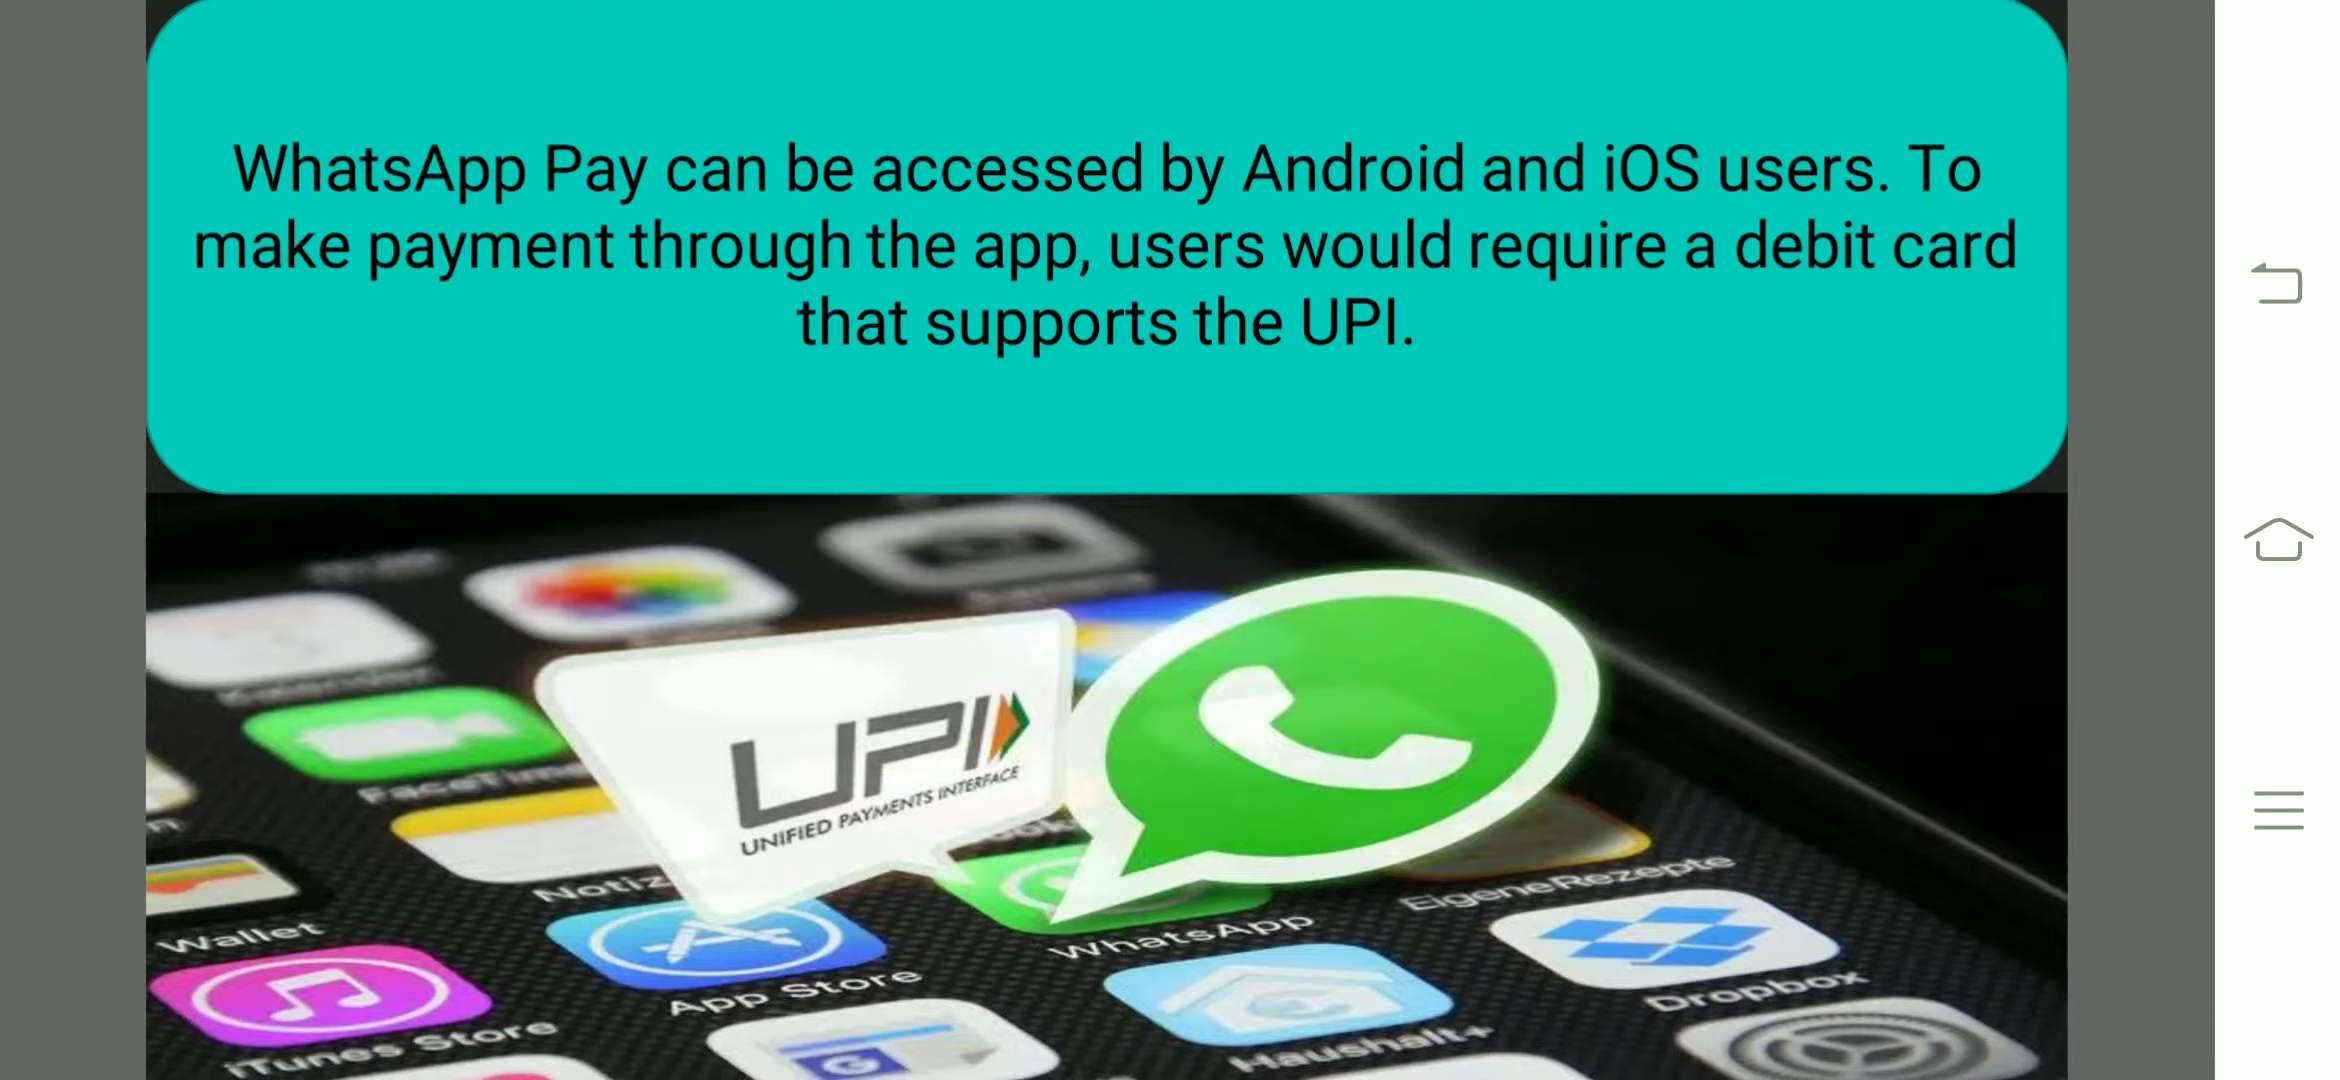 WhatsApp Pay can be accessed by Android and iOS users. To
make payment through the app, users would require a debit card
that supports the UPI.
Kalender
FaceTime
UPI
UNIFIED PAYMENTS INTERFACE
Notiz
EigeneRezepte
Wallet
WhatsApp
App Store
Dropbox
iTunes Store
Haushalt+
G